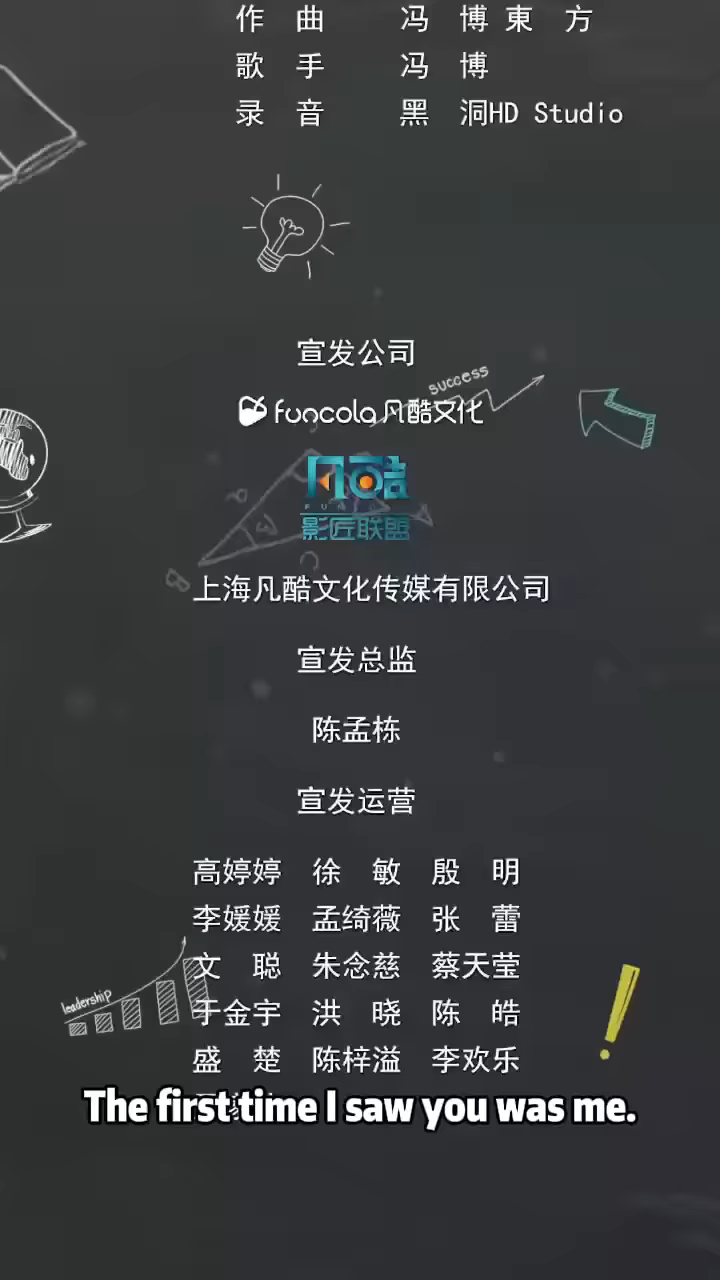 作 曲 冯 博 東 方
歌 手 冯 博
录 音 黑 洞HD Studio
宣发公司
success
funcola 凡酷文化
凡酷
FUN
影匠联盟
上海凡酷文化传媒有限公司
宣发总监
陈孟栋
宣发运营
高婷婷 徐 敏 殷 明
李媛媛 孟绮薇 张 蕾
文 聪 朱念慈 蔡天莹
leadership
于金宇 洪 晓 陈 皓
盛 楚 陈梓溢 李欢乐
The first time I saw you was me.